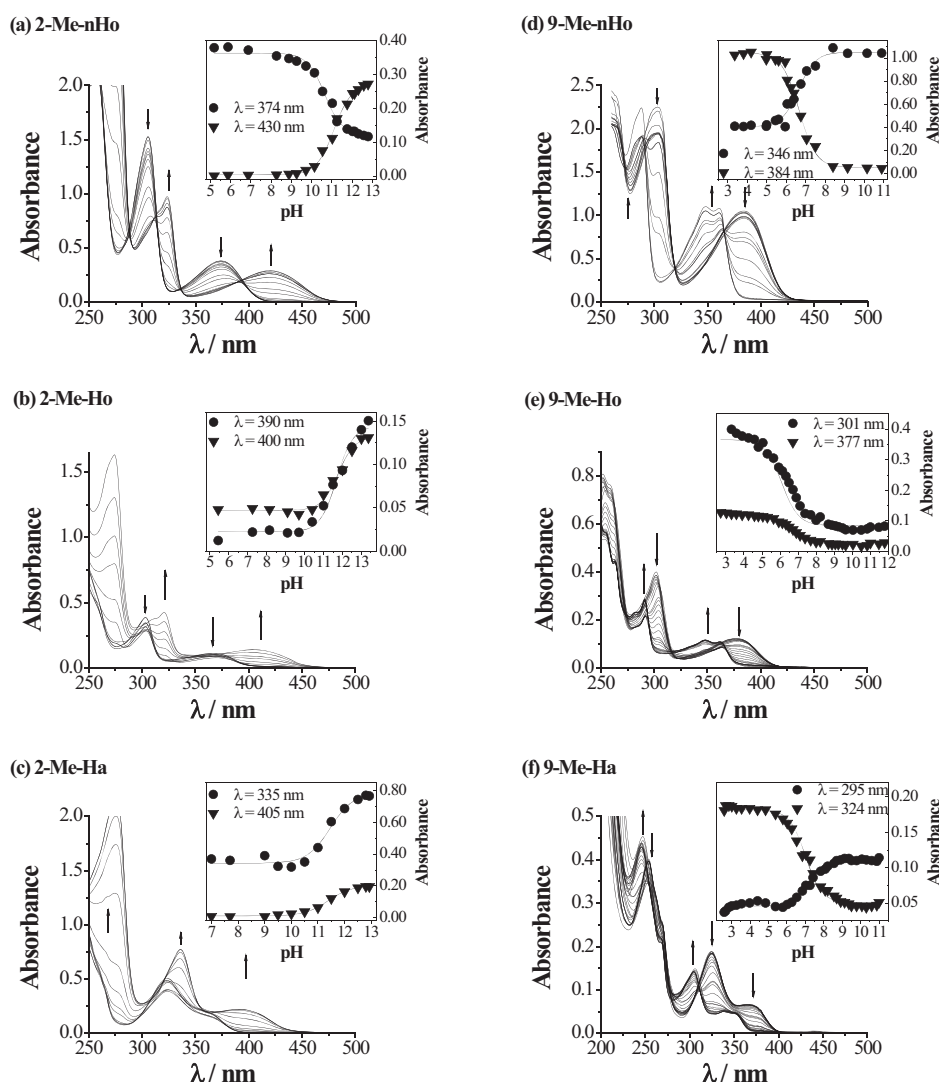 (a) 2-Me-nHo
λ = 374 nm
λ = 430 nm
0.40
0.30
0.20
0.10
0.00
Absorbance
5 6 7 8 9 10 11 12 13
pH
2.0
1.5
1.0
0.5
0.0
Absorbance
250 300 350 400 450 500
λ / nm
(d) 9-Me-nHo
λ = 346 nm
λ = 384 nm
1.00
0.80
0.60
0.40
0.20
0.00
Absorbance
3 4 5 6 7 8 9 10 11
pH
2.5
2.0
1.5
1.0
0.5
0.0
Absorbance
250 300 350 400 450 500
λ / nm
(b) 2-Me-Ho
λ = 390 nm
λ = 400 nm
0.15
0.10
0.05
0.00
Absorbance
5 6 7 8 9 10 11 12 13
pH
1.5
1.0
0.5
0.0
Absorbance
250 300 350 400 450 500
λ / nm
(e) 9-Me-Ho
λ = 301 nm
λ = 377 nm
0.4
0.3
0.2
0.1
0.0
Absorbance
3 4 5 6 7 8 9 10 11 12
pH
0.8
0.6
0.4
0.2
0.0
Absorbance
250 300 350 400 450 500
λ / nm
(c) 2-Me-Ha
λ = 335 nm
λ = 405 nm
0.80
0.60
0.40
0.20
0.00
Absorbance
7 8 9 10 11 12 13
pH
2.0
1.5
1.0
0.5
0.0
Absorbance
250 300 350 400 450 500
λ / nm
(f) 9-Me-Ha
λ = 295 nm
λ = 324 nm
0.20
0.15
0.10
0.05
Absorbance
3 4 5 6 7 8 9 10 11
pH
0.5
0.4
0.3
0.2
0.1
0.0
Absorbance
200 250 300 350 400 450 500
λ / nm